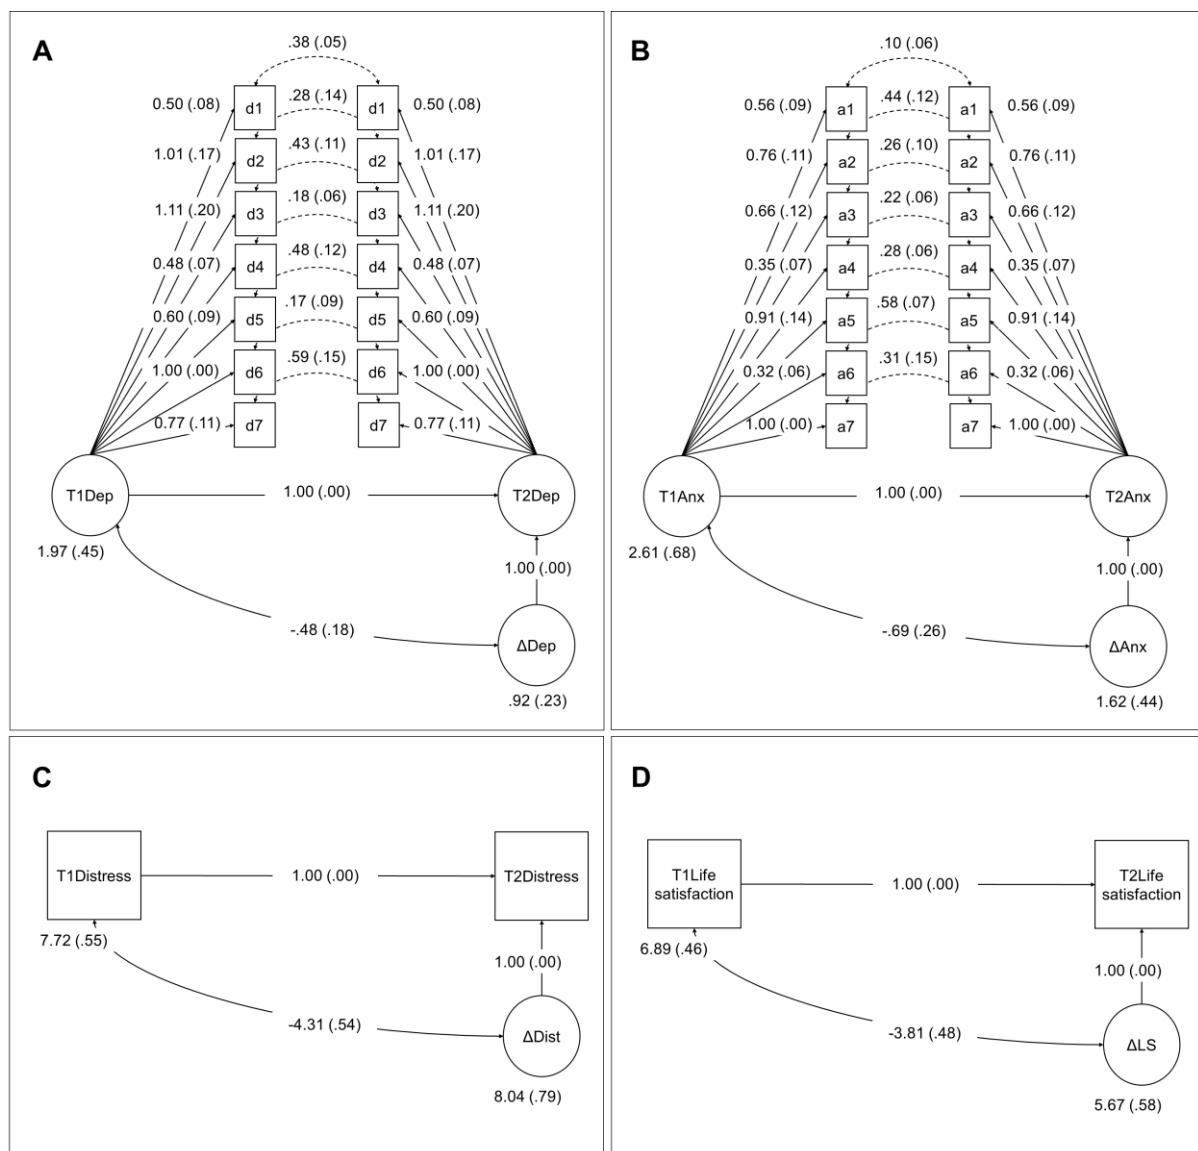 A
.38 (.05)
0.50 (.08) d1 .28 (.14) d1 0.50 (.08)
1.01 (.17) d2 .43 (.11) d2 1.01 (.17)
1.11 (.20) d3 .18 (.06) d3 1.11 (.20)
0.48 (.07) d4 .48 (.12) d4 0.48 (.07)
0.60 (.09) d5 .17 (.09) d5 0.60 (.09)
1.00 (.00) d6 .59 (.15) d6 1.00 (.00)
0.77 (.11) d7 d7 0.77 (.11)
T1Dep 1.00 (.00) T2Dep
1.97 (.45)
1.00 (.00)
-.48 (.18) ΔDep
.92 (.23)
B
.10 (.06)
0.56 (.09) a1 .44 (.12) a1 0.56 (.09)
0.76 (.11) a2 .26 (.10) a2 0.76 (.11)
0.66 (.12) a3 .22 (.06) a3 0.66 (.12)
0.35 (.07) a4 .28 (.06) a4 0.35 (.07)
0.91 (.14) a5 .58 (.07) a5 0.91 (.14)
0.32 (.06) a6 .31 (.15) a6 0.32 (.06)
1.00 (.00) a7 a7 1.00 (.00)
T1Anx 1.00 (.00) T2Anx
2.61 (.68)
1.00 (.00)
-.69 (.26) ΔAnx
1.62 (.44)
C
T1Distress 1.00 (.00) T2Distress
7.72 (.55)
1.00 (.00)
-4.31 (.54) ΔDist
8.04 (.79)
D
T1Life
satisfaction
1.00 (.00)
T2Life
satisfaction
6.89 (.46)
1.00 (.00)
-3.81 (.48) ΔLS
5.67 (.58)